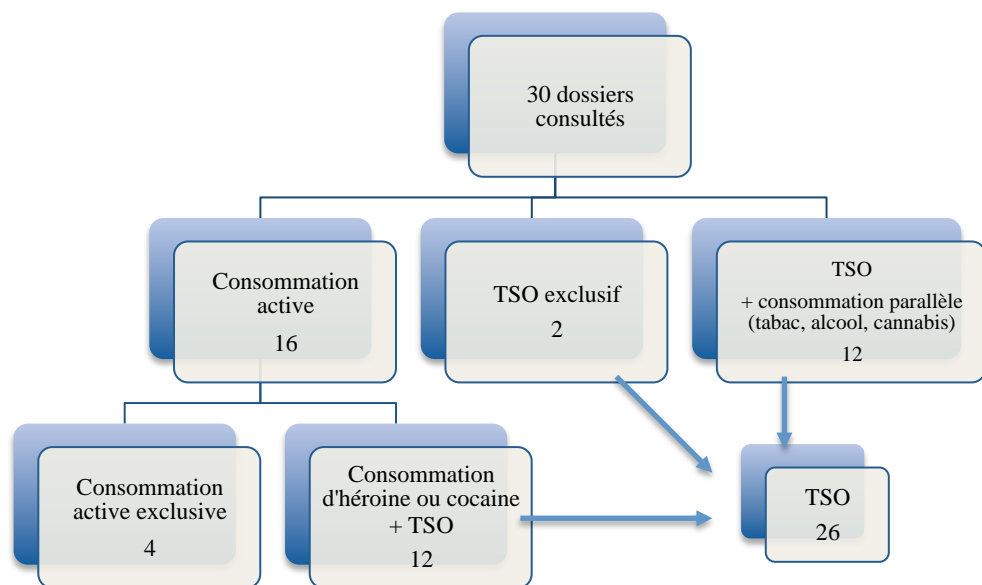 30 dossiers
consultés
Consommation
active
16
TSO exclusif
2
TSO
+ consommation parallèle
(tabac, alcool, cannabis)
12
Consommation
active exclusive
4
Consommation
d'héroine ou cocaine
+ TSO
12
TSO
26